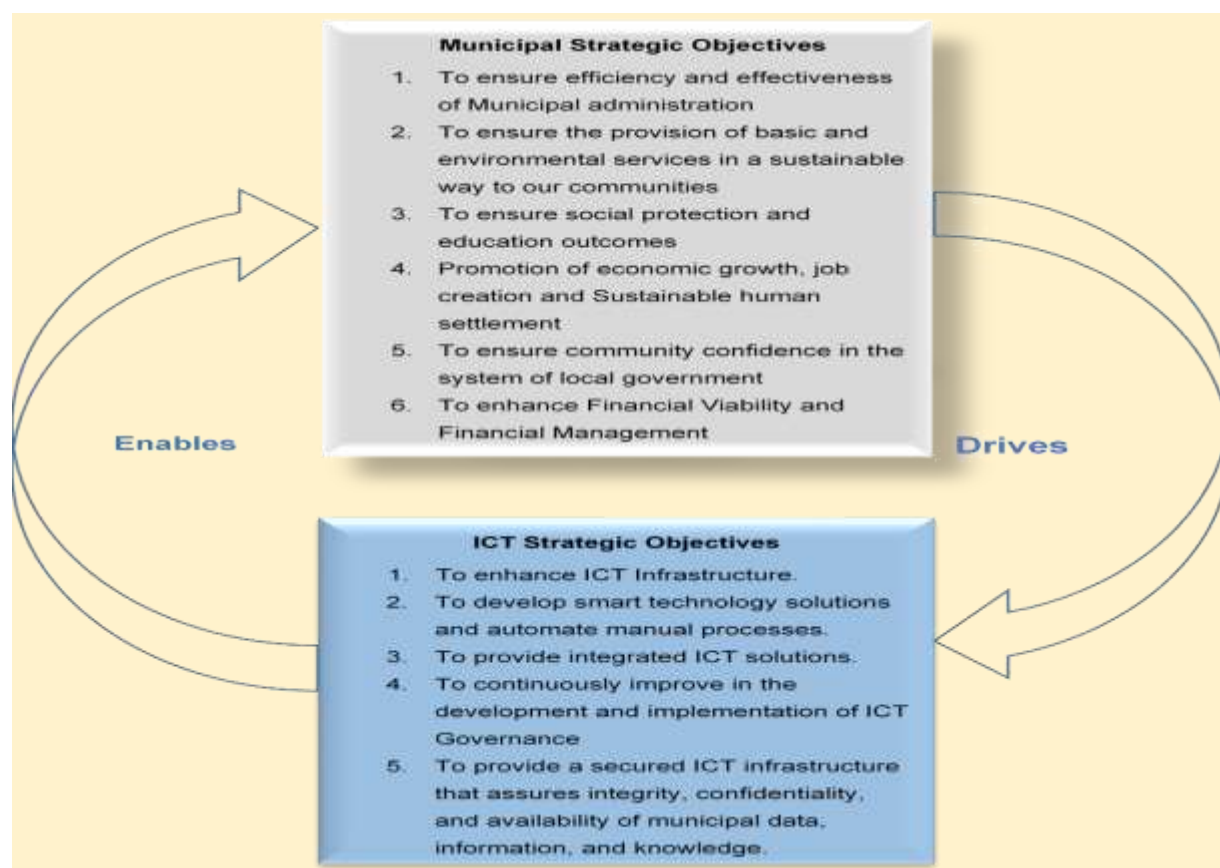 Municipal Strategic Objectives
1. To ensure efficiency and effectiveness
of Municipal administration
2. To ensure the provision of basic and
environmental services in a sustainable
way to our communities
3. To ensure social protection and
education outcomes
4. Promotion of economic growth, job
creation and Sustainable human
settlement
5. To ensure community confidence in the
system of local government
6. To enhance Financial Viability and
Financial Management
Enables
Drives
ICT Strategic Objectives
1. To enhance ICT Infrastructure.
2. To develop smart technology solutions
and automate manual processes.
3. To provide integrated ICT solutions.
4. To continuously improve in the
development and implementation of ICT
Governance
5. To provide a secured ICT infrastructure
that assures integrity, confidentiality,
and availability of municipal data,
information, and knowledge.